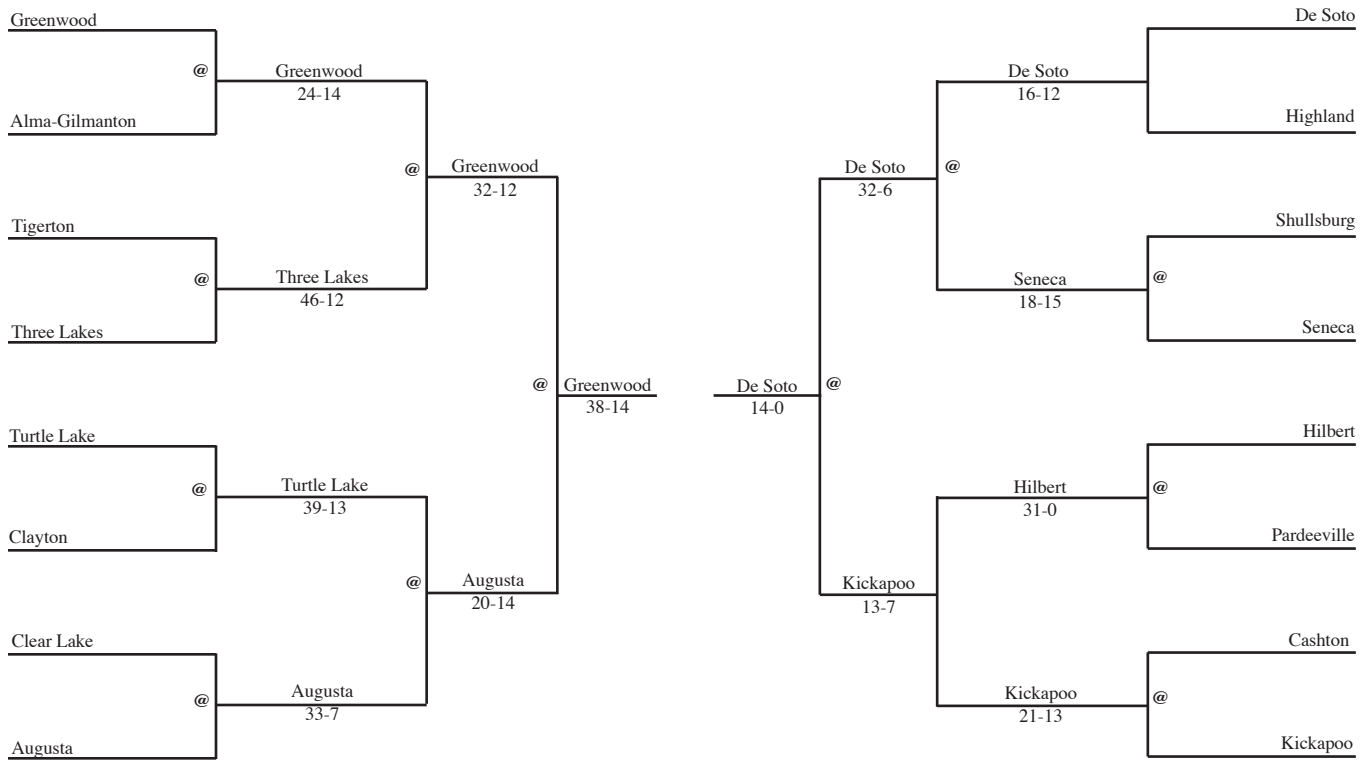 Greenwood
@
Alma-Gilmanton
Greenwood
24-14
Tigerton
@
Three Lakes
Three Lakes
46-12
@
Greenwood
32-12
Turtle Lake
@
Clayton
Turtle Lake
39-13
Clear Lake
@
Augusta
Augusta
33-7
@
Augusta
20-14
@
Greenwood
38-14
De Soto
14-0
@
De Soto
32-6
@
De Soto
16-12
De Soto
Highland
Seneca
18-15
Shullsburg
@
Seneca
Kickapoo
13-7
Hilbert
31-0
Hilbert
@
Pardeeville
Kickapoo
21-13
Cashton
@
Kickapoo